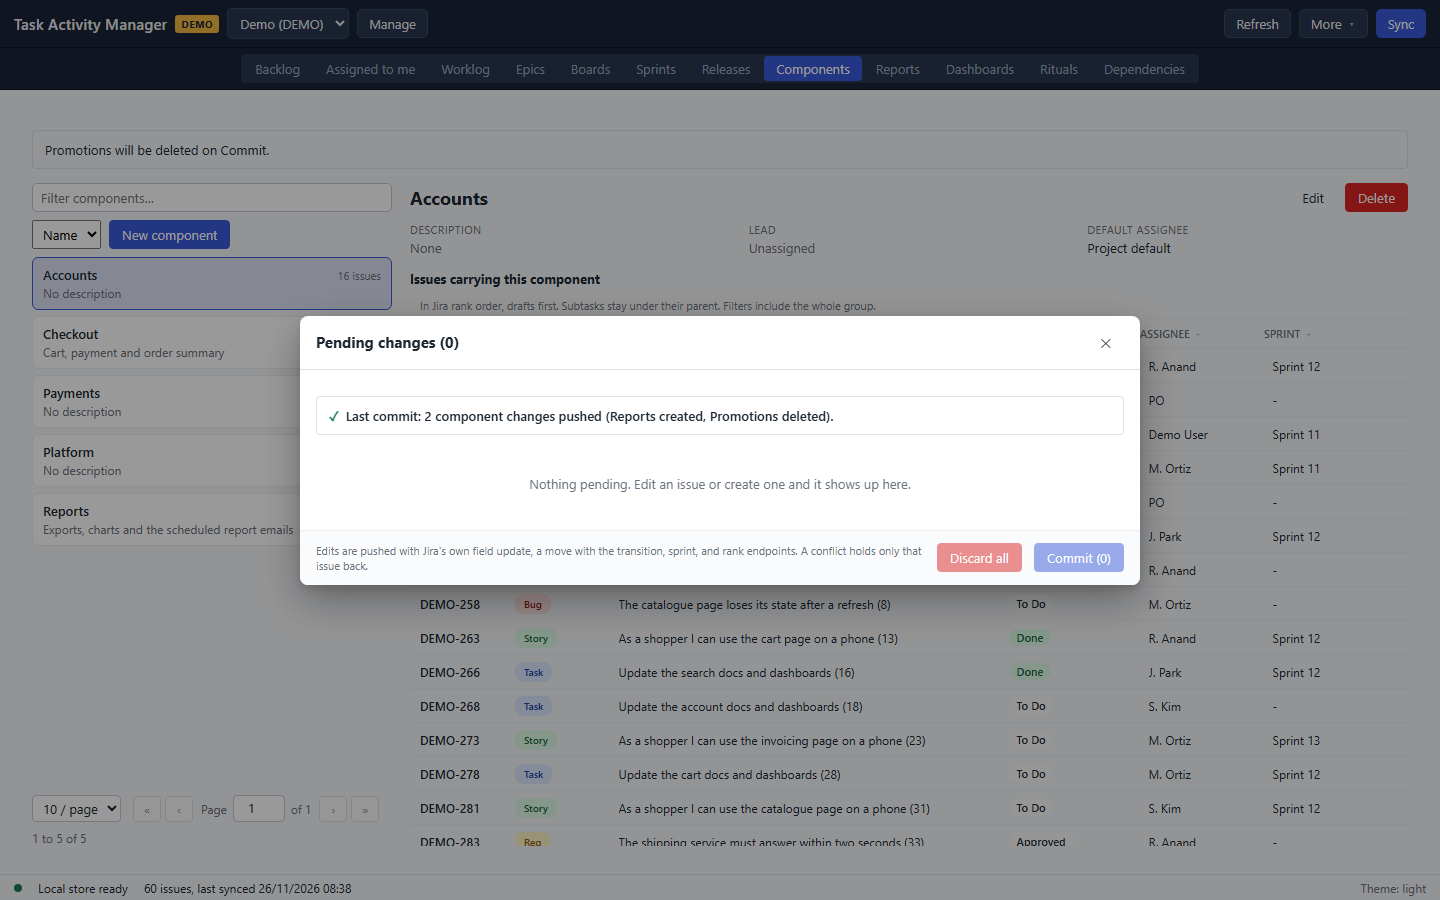 Task Activity Manager DEMO Demo (DEMO) Manage Refresh More Sync
Backlog Assigned to me Worklog Epics Boards Sprints Releases Components Reports Dashboards Rituals Dependencies
Promotions will be deleted on Commit.
Filter components...
Name New component
Accounts 16 issues
No description
Checkout
Cart, payment and order summary
Payments
No description
Platform
No description
Reports
Exports, charts and the scheduled report emails
10 / page « ‹ Page 1 of 1 › »
1 to 5 of 5
Accounts Edit Delete
DESCRIPTION LEAD DEFAULT ASSIGNEE
None Unassigned Project default
Issues carrying this component
In Jira rank order, drafts first. Subtasks stay under their parent. Filters include the whole group.
ASSIGNEE SPRINT
R. Anand Sprint 12
PO -
Demo User Sprint 11
M. Ortiz Sprint 11
PO -
J. Park Sprint 12
R. Anand -
Pending changes (0) ×
✓ Last commit: 2 component changes pushed (Reports created, Promotions deleted).
Nothing pending. Edit an issue or create one and it shows up here.
Edits are pushed with Jira's own field update, a move with the transition, sprint, and rank endpoints. A conflict holds only that
issue back.
Discard all Commit (0)
DEMO-258 Bug The catalogue page loses its state after a refresh (8) To Do M. Ortiz -
DEMO-263 Story As a shopper I can use the cart page on a phone (13) Done R. Anand Sprint 12
DEMO-266 Task Update the search docs and dashboards (16) Done J. Park Sprint 12
DEMO-268 Task Update the account docs and dashboards (18) To Do S. Kim -
DEMO-273 Story As a shopper I can use the invoicing page on a phone (23) To Do M. Ortiz Sprint 13
DEMO-278 Task Update the cart docs and dashboards (28) To Do M. Ortiz Sprint 12
DEMO-281 Story As a shopper I can use the catalogue page on a phone (31) To Do S. Kim Sprint 12
DEMO-283 Req The shipping service must answer within two seconds (33) Approved R. Anand -
Local store ready 60 issues, last synced 26/11/2026 08:38 Theme: light